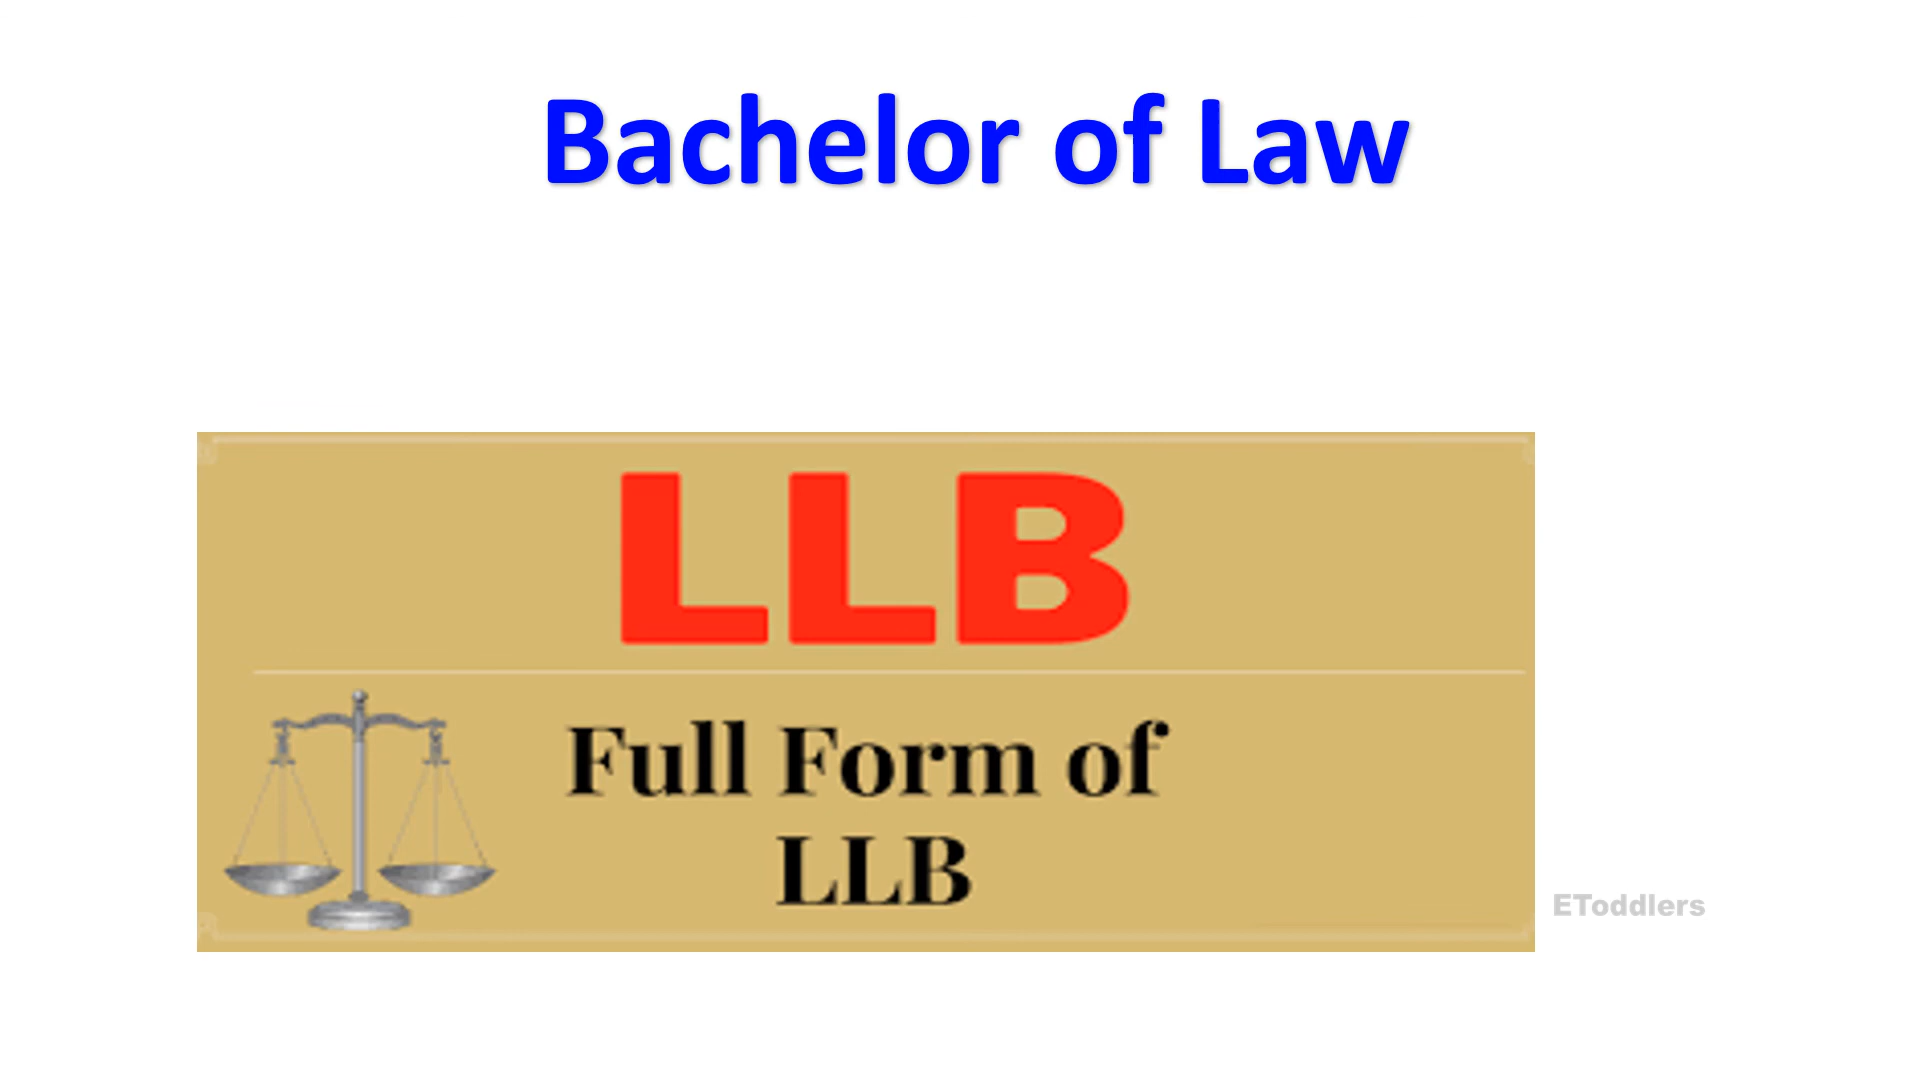 Bachelor of Law
LLB
Full Form of
LLB
EToddlers